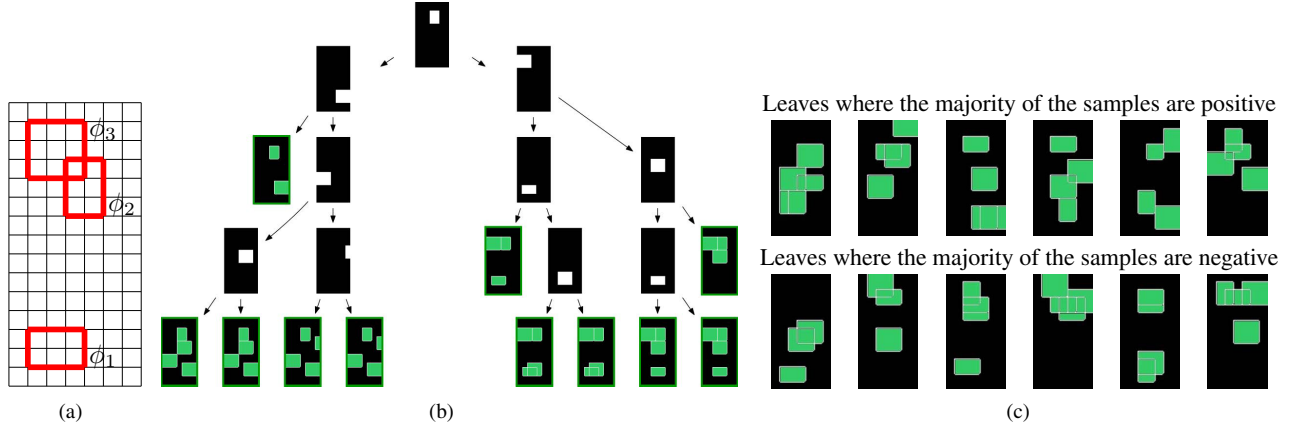 ϕ3
ϕ2
ϕ1
(a)
(b)
Leaves where the majority of the samples are positive
Leaves where the majority of the samples are negative
(c)